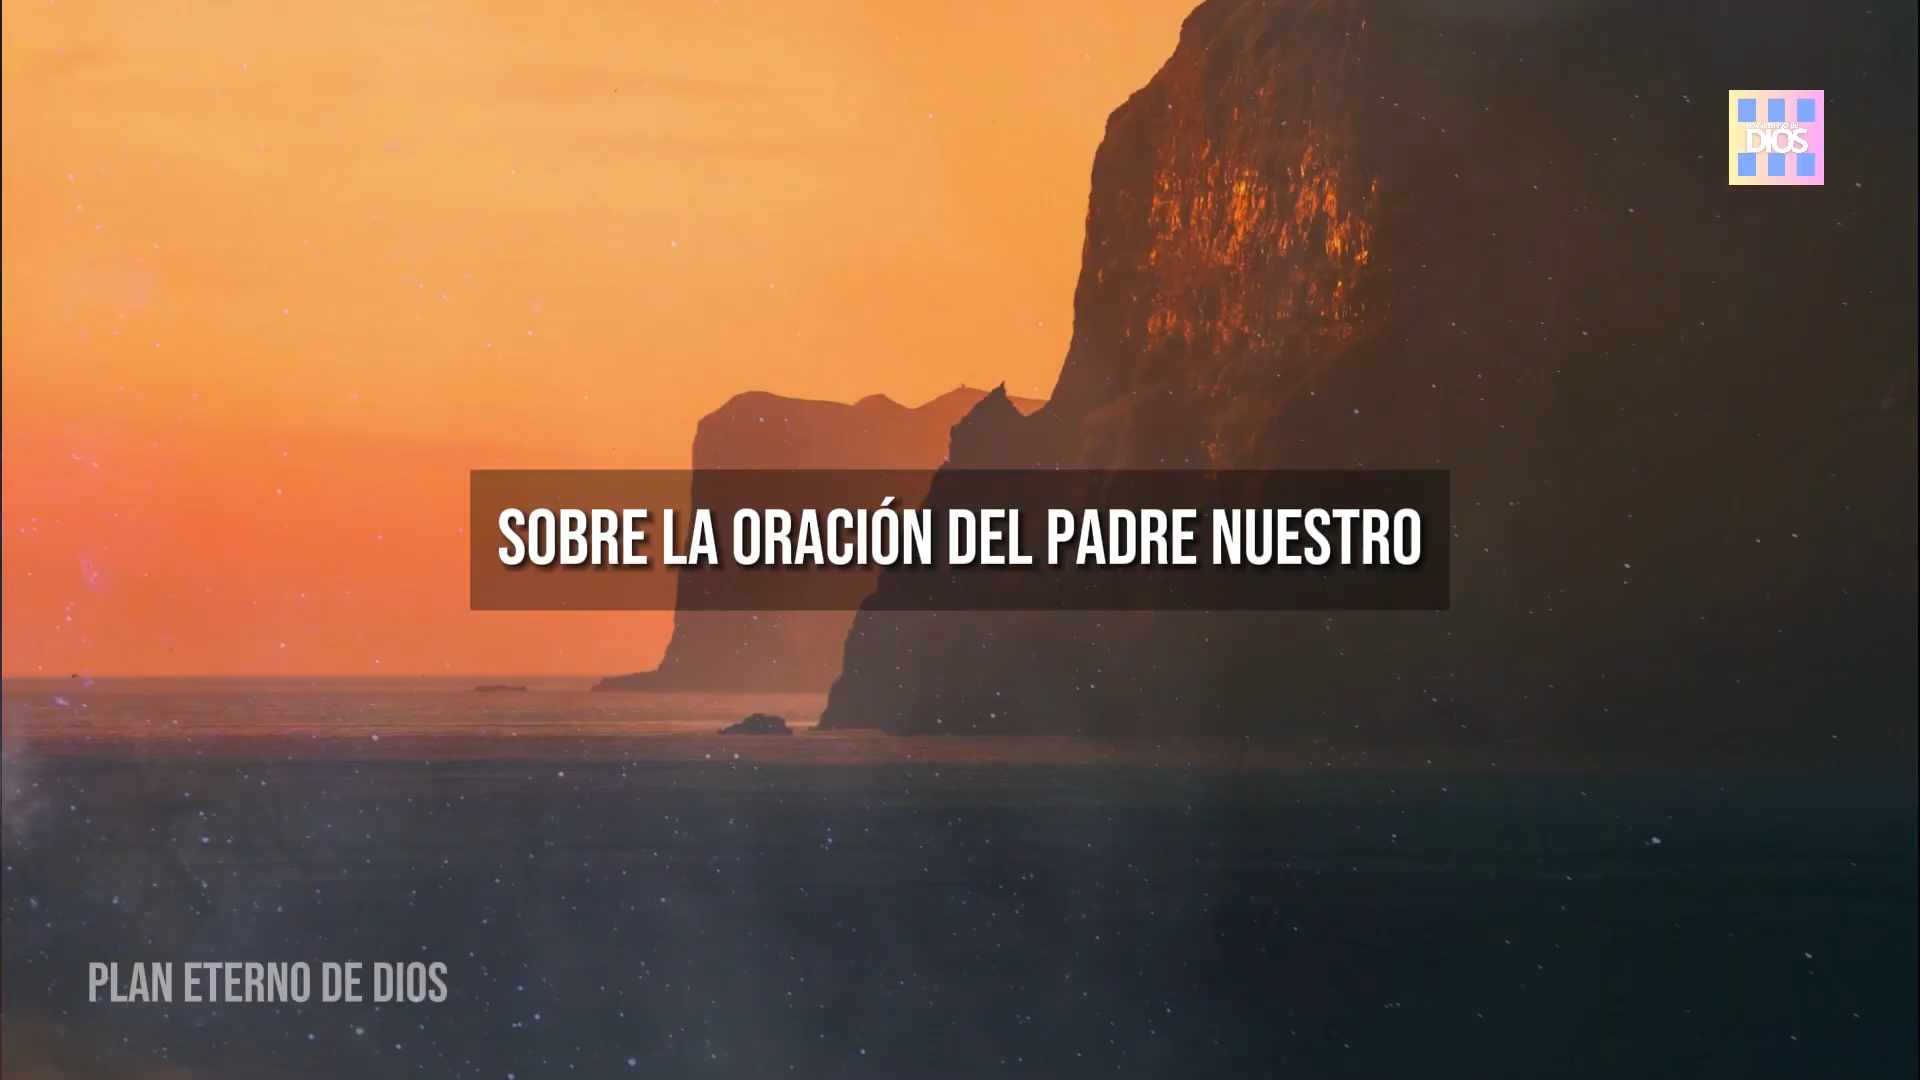 DIOS
SOBRE LA ORACIÓN DEL PADRE NUESTRO
PLAN ETERNO DE DIOS